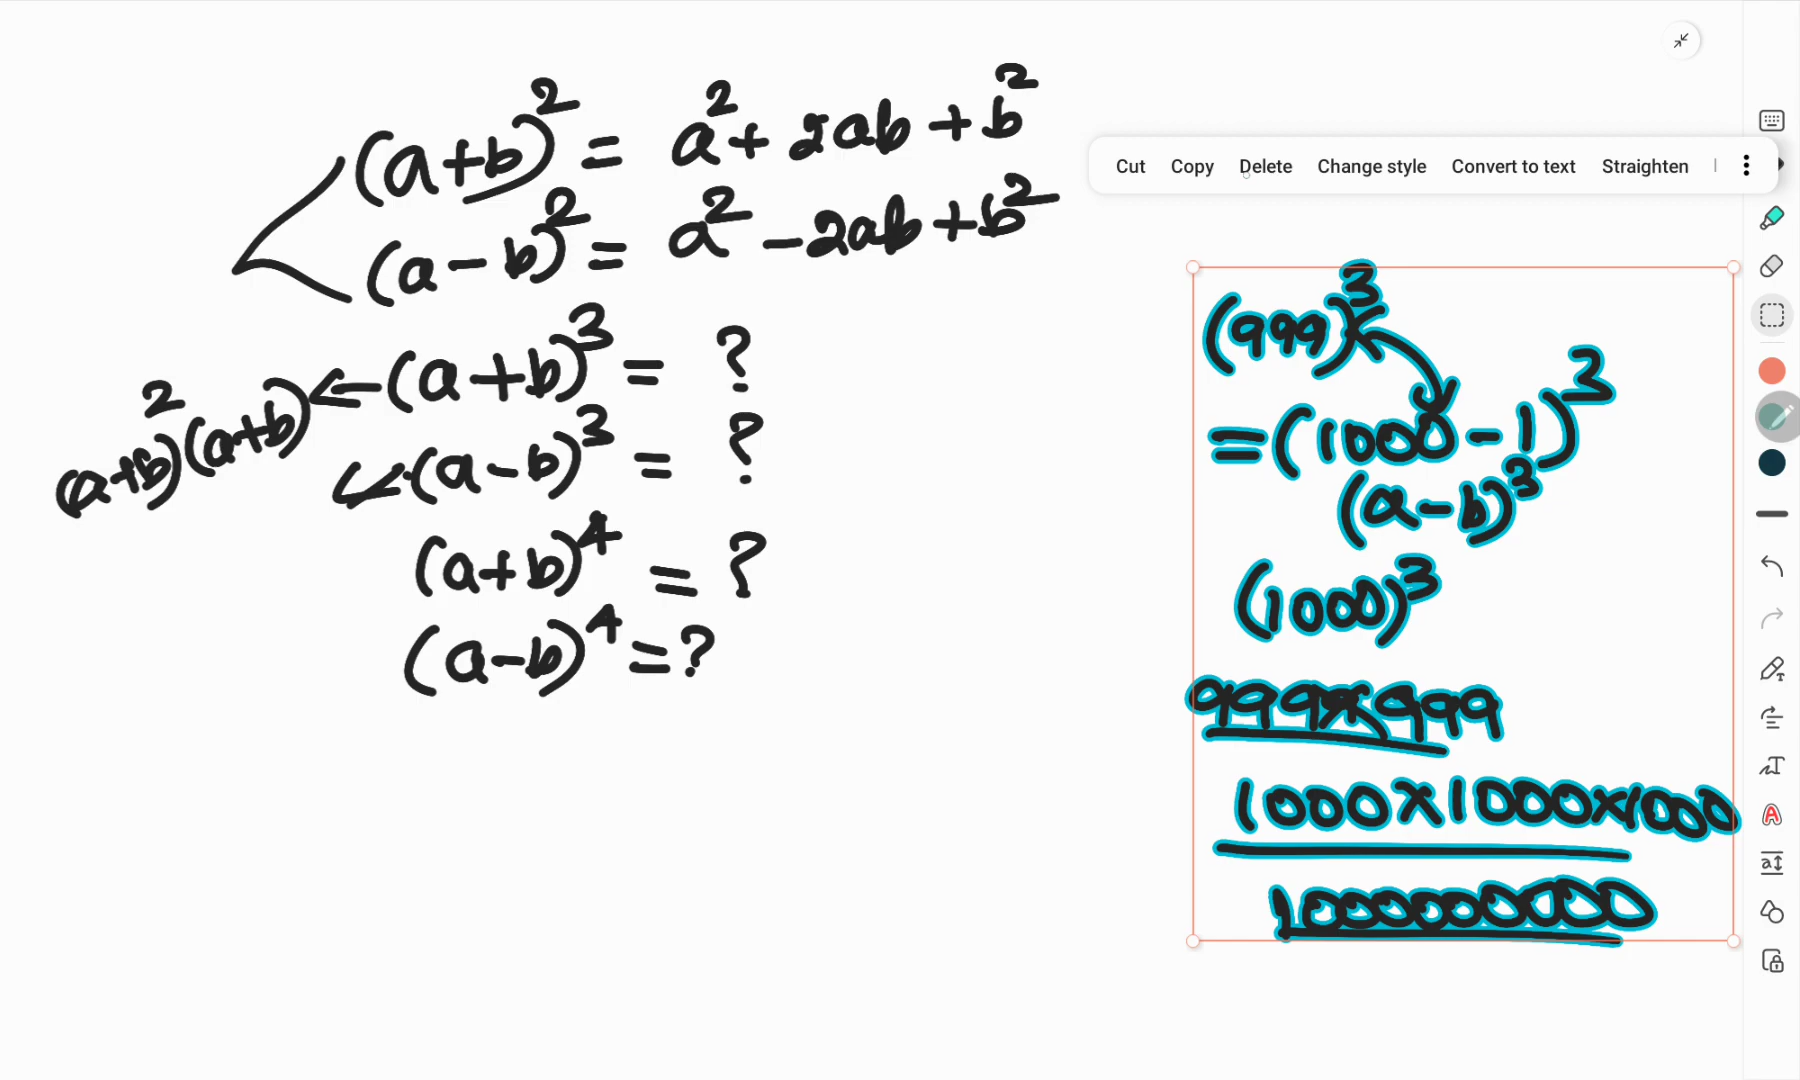 (a+b)² = a² + 2ab + b²
(a-b)² = a² - 2ab + b²
(a+b)³ = ?
(a+b)²(a+b)
(a-b)³ = ?
(a+b)⁴ = ?
(a-b)⁴ = ?
Cut Copy Delete Change style Convert to text Straighten
(999)³
= (1000-1)³
(a-b)³
(1000)³
999×999
1000×1000×1000
1000000000